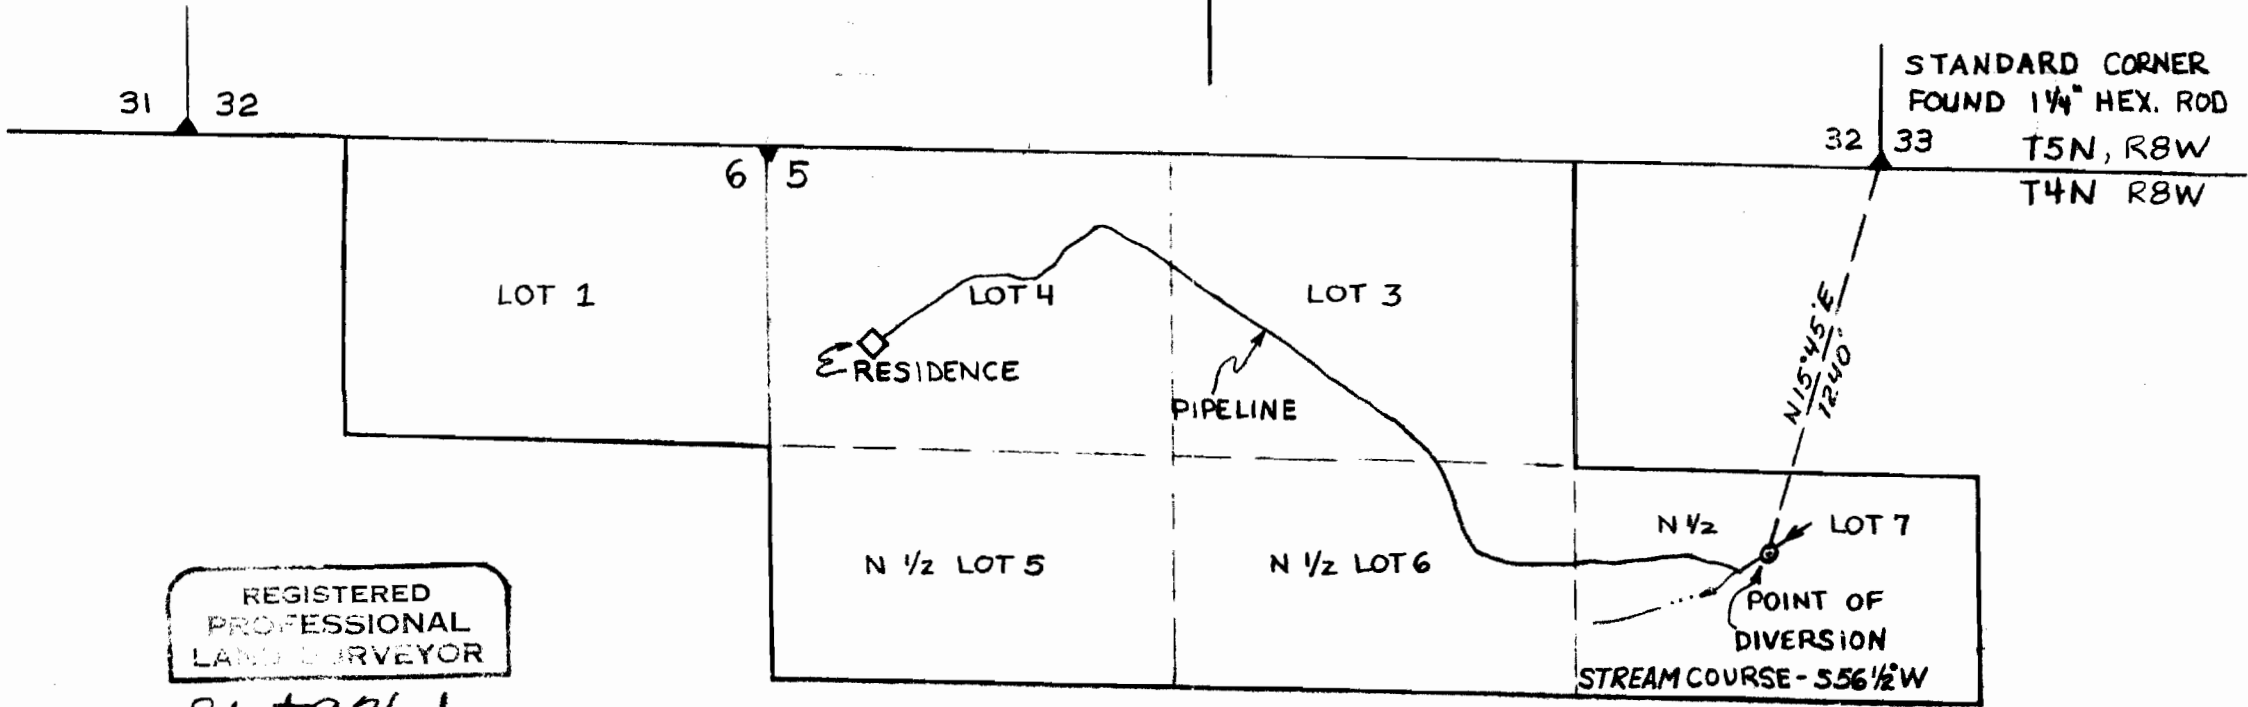 STANDARD CORNER
FOUND 1¼" HEX. ROD
31 32
32 33
T5N, R8W
6 5
T4N R8W
LOT 1
LOT 4
LOT 3
N15°45'E
1240'
RESIDENCE
PIPELINE
N ½
LOT 7
N ½ LOT 5
N ½ LOT 6
POINT OF
DIVERSION
STREAM COURSE - S56½°W
REGISTERED
PROFESSIONAL
LAND SURVEYOR